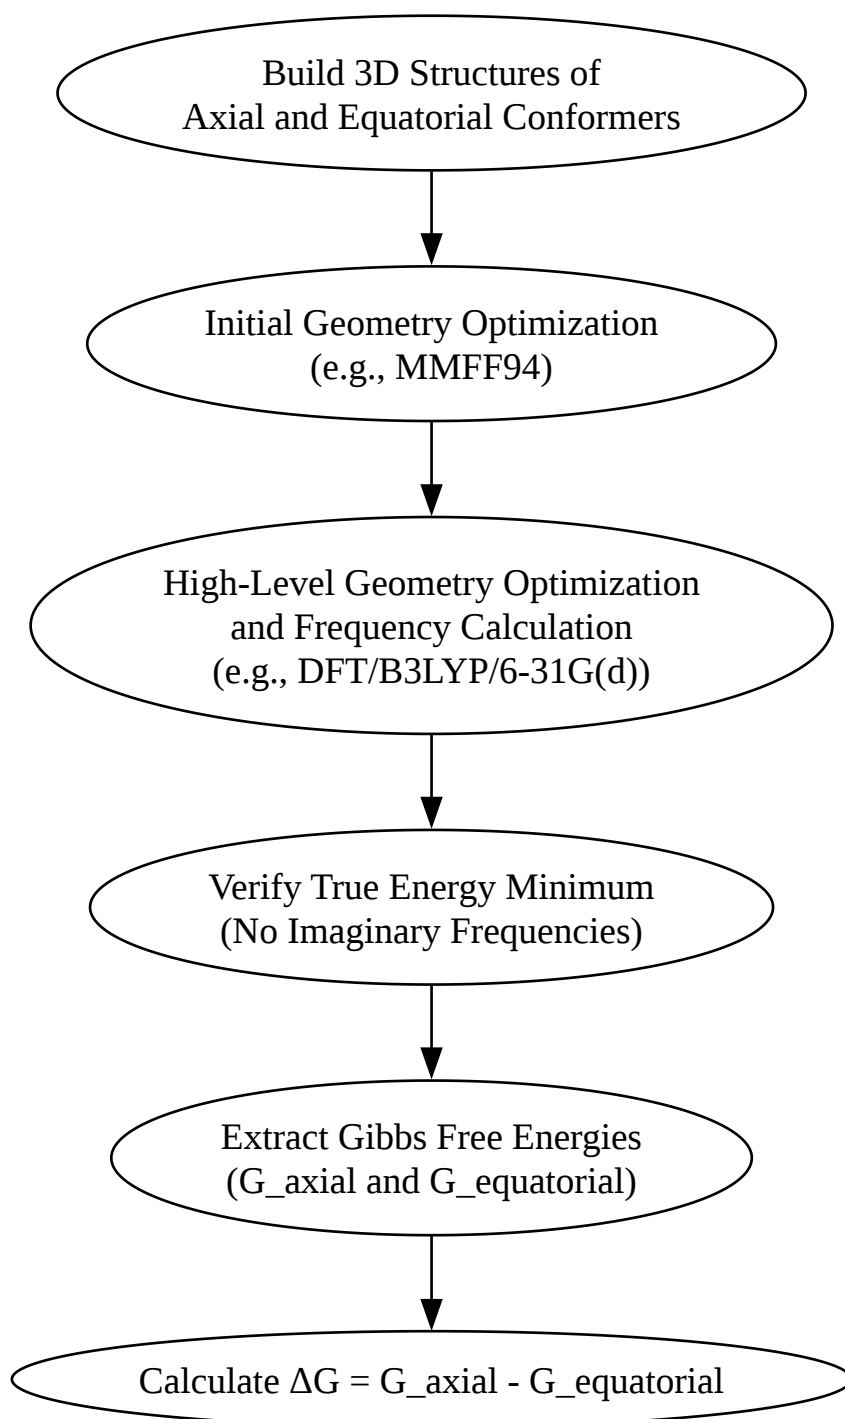 Build 3D Structures of
Axial and Equatorial Conformers
Initial Geometry Optimization
(e.g., MMFF94)
High-Level Geometry Optimization
and Frequency Calculation
(e.g., DFT/B3LYP/6-31G(d))
Verify True Energy Minimum
(No Imaginary Frequencies)
Extract Gibbs Free Energies
(G_axial and G_equatorial)
Calculate ΔG = G_axial - G_equatorial